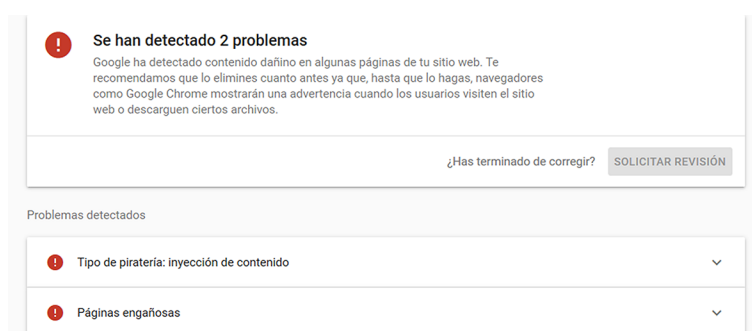 Se han detectado 2 problemas
Google ha detectado contenido dañino en algunas páginas de tu sitio web. Te
recomendamos que lo elimines cuanto antes ya que, hasta que lo hagas, navegadores
como Google Chrome mostrarán una advertencia cuando los usuarios visiten el sitio
web o descarguen ciertos archivos.
¿Has terminado de corregir? SOLICITAR REVISIÓN
Problemas detectados
Tipo de piratería: inyección de contenido
Páginas engañosas